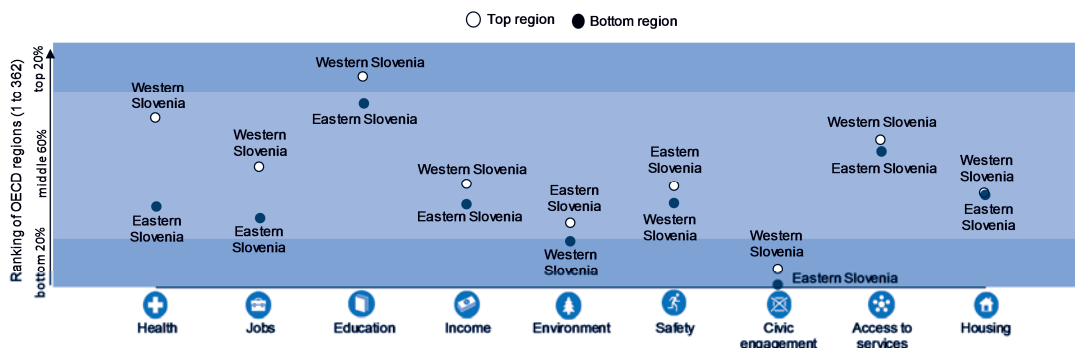 Top region
Bottom region
Ranking of OECD regions (1 to 362)
top 20%
middle 60%
bottom 20%
Western
Slovenia
Eastern
Slovenia
Western
Slovenia
Eastern
Slovenia
Western Slovenia
Eastern Slovenia
Western Slovenia
Eastern Slovenia
Eastern
Slovenia
Western
Slovenia
Eastern
Slovenia
Western
Slovenia
Western
Slovenia
Eastern Slovenia
Western Slovenia
Eastern Slovenia
Western
Slovenia
Eastern
Slovenia
Health
Jobs
Education
Income
Environment
Safety
Civic
engagement
Access to
services
Housing